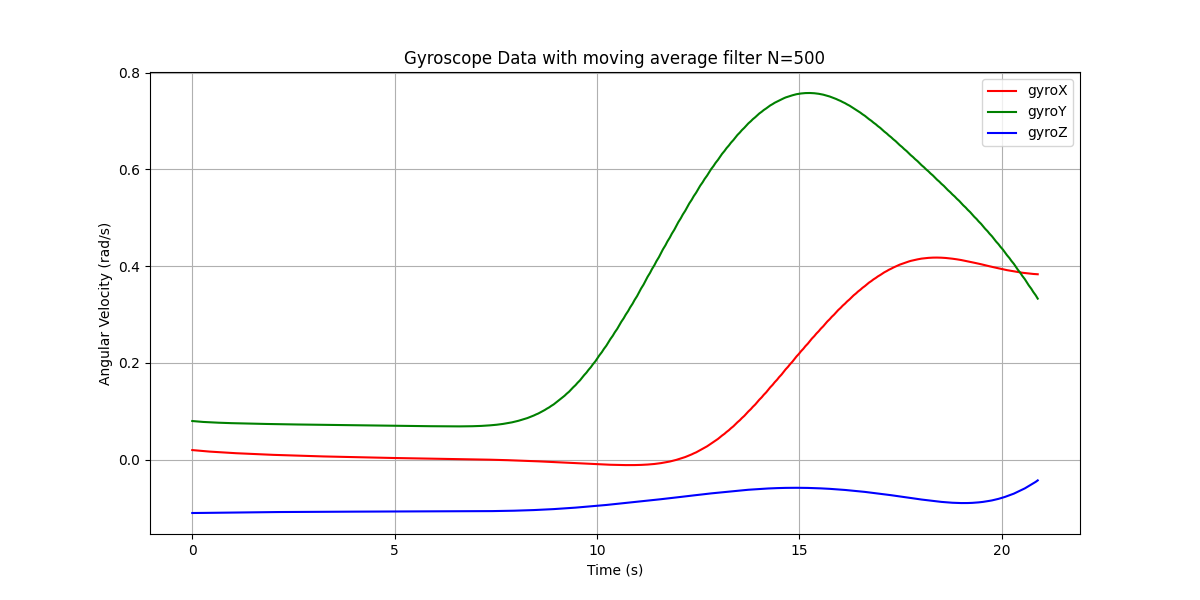 Gyroscope Data with moving average filter N=500
gyroX
gyroY
gyroZ
Angular Velocity (rad/s)
0.8
0.6
0.4
0.2
0.0
0 5 10 15 20
Time (s)